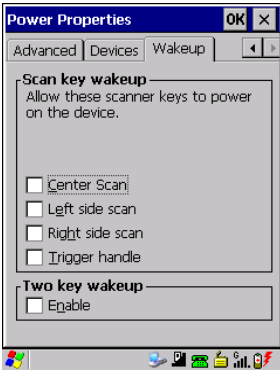 Power Properties OK ×
Advanced Devices Wakeup
Scan key wakeup
Allow these scanner keys to power
on the device.
Center Scan
Left side scan
Right side scan
Trigger handle
Two key wakeup
Enable